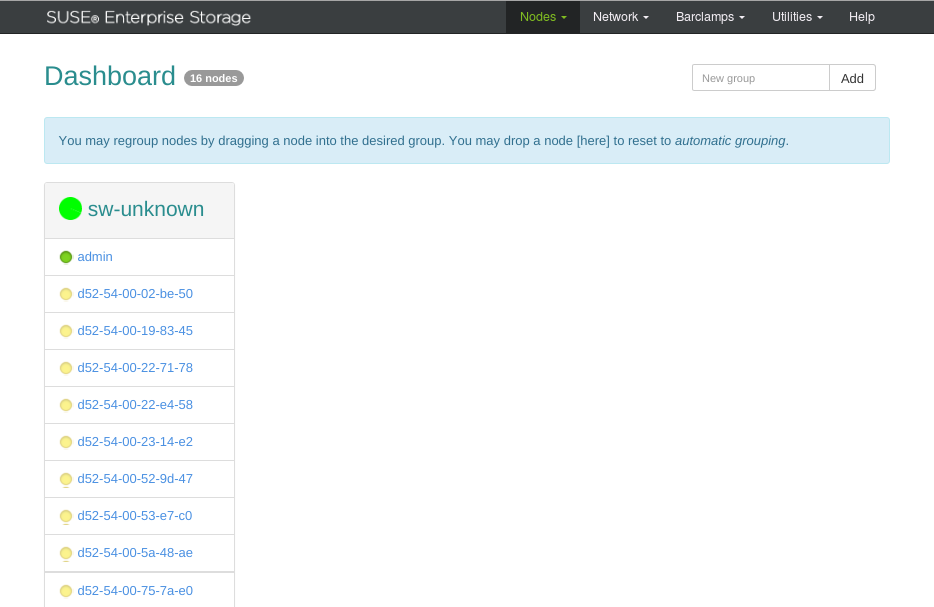 SUSE® Enterprise Storage
Nodes Network Barclamps Utilities Help
Dashboard 16 nodes
New group Add
You may regroup nodes by dragging a node into the desired group. You may drop a node [here] to reset to automatic grouping.
sw-unknown
admin
d52-54-00-02-be-50
d52-54-00-19-83-45
d52-54-00-22-71-78
d52-54-00-22-e4-58
d52-54-00-23-14-e2
d52-54-00-52-9d-47
d52-54-00-53-e7-c0
d52-54-00-5a-48-ae
d52-54-00-75-7a-e0